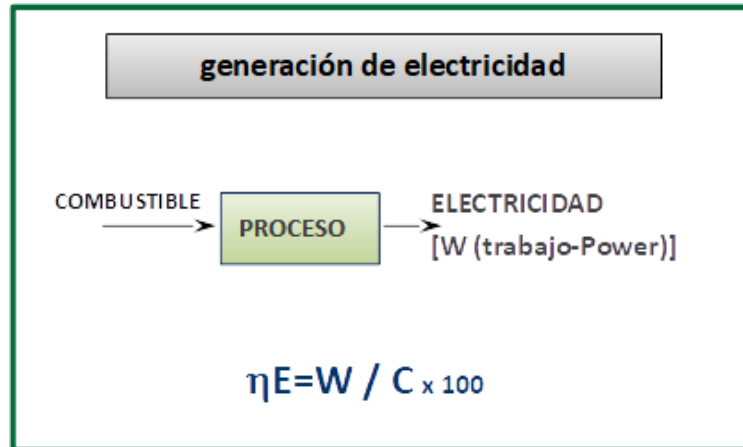 generación de electricidad
COMBUSTIBLE
PROCESO
ELECTRICIDAD
[W (trabajo-Power)]
ηE=W / C x 100